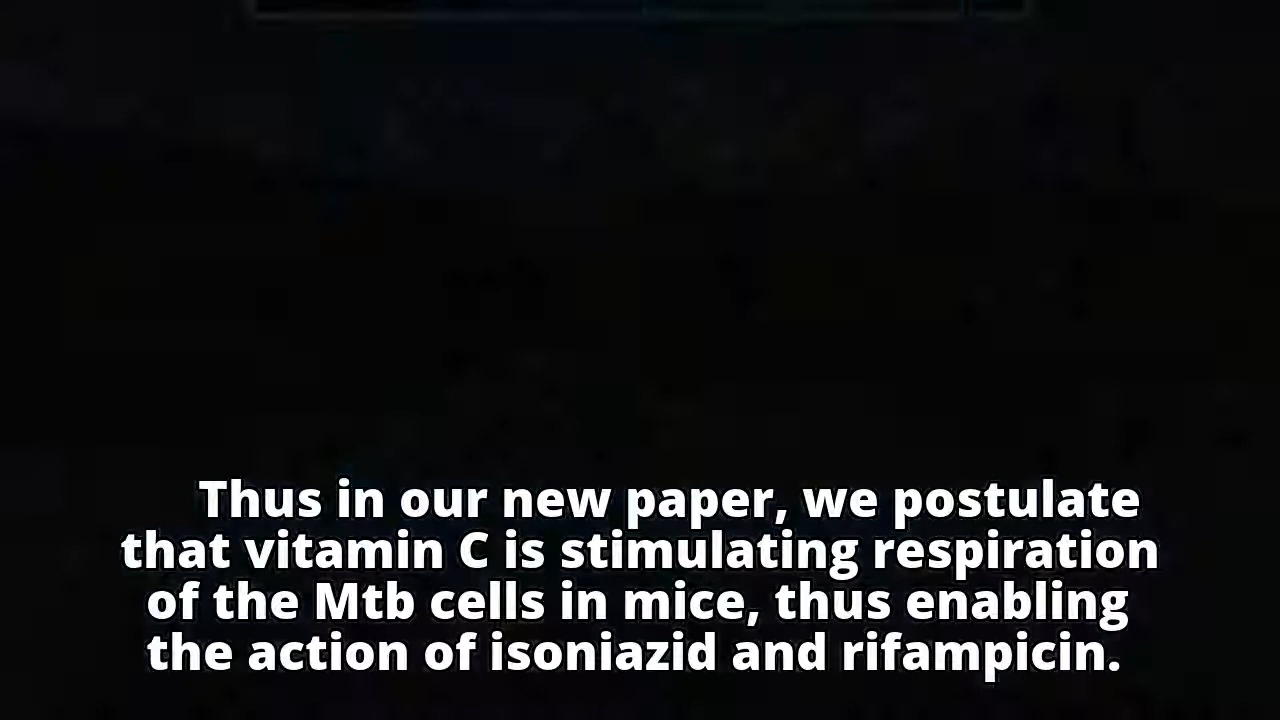 Thus in our new paper, we postulate
that vitamin C is stimulating respiration
of the Mtb cells in mice, thus enabling
the action of isoniazid and rifampicin.